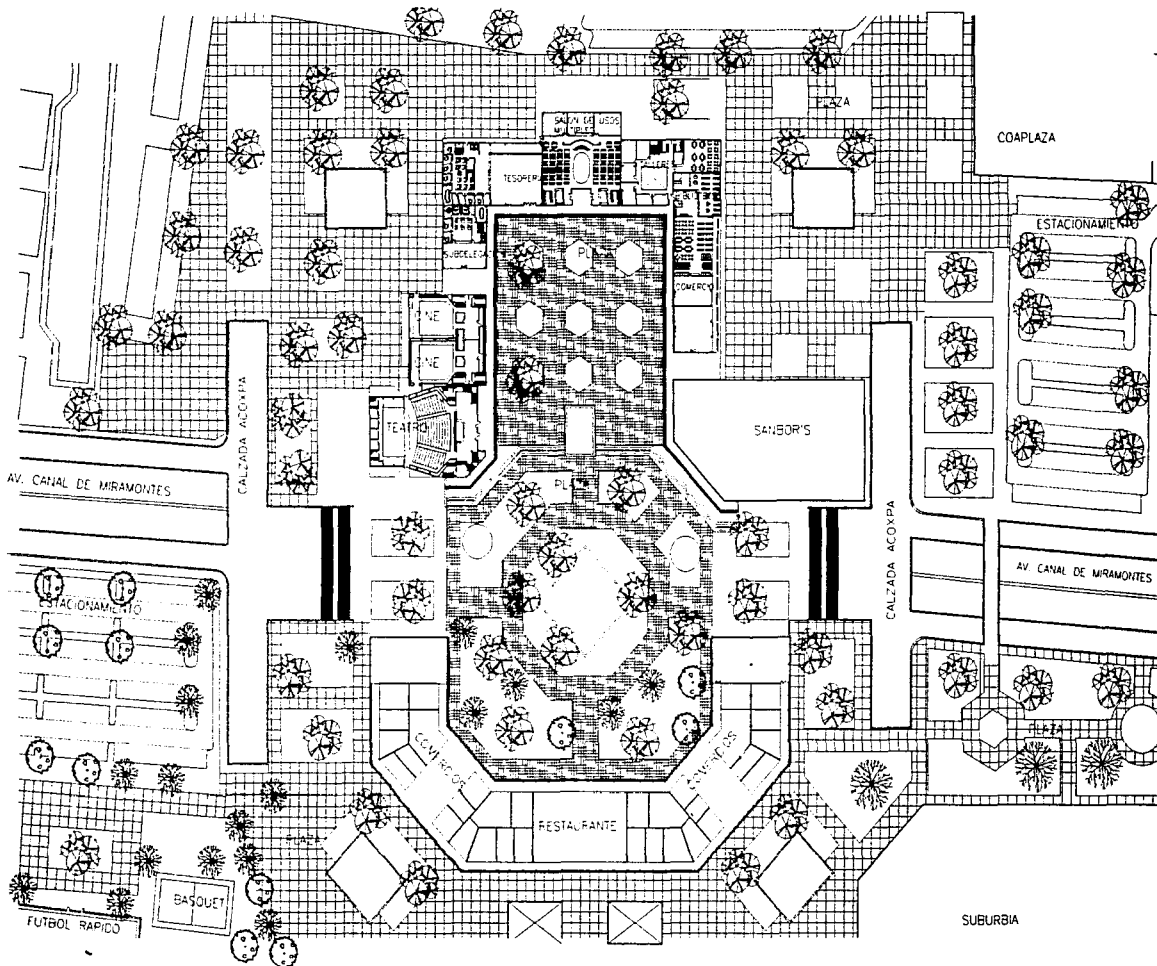 PLAZA
COAPLAZA
SALON DE USOS
MULTIPLES
TESORERIA
ESTACIONAMIENTO
SUBDELEGACION
PLAZA
COMERCIO
CINE
CINE
CALZADA ACOXPA
TEATRO
SANBOR'S
AV. CANAL DE MIRAMONTES
PLAZA
CALZADA ACOXPA
AV. CANAL DE MIRAMONTES
ESTACIONAMIENTO
PLAZA
COMERCIOS
COMERCIOS
RESTAURANTE
PLAZA
BASQUET
FUTBOL RAPIDO
SUBURBIA